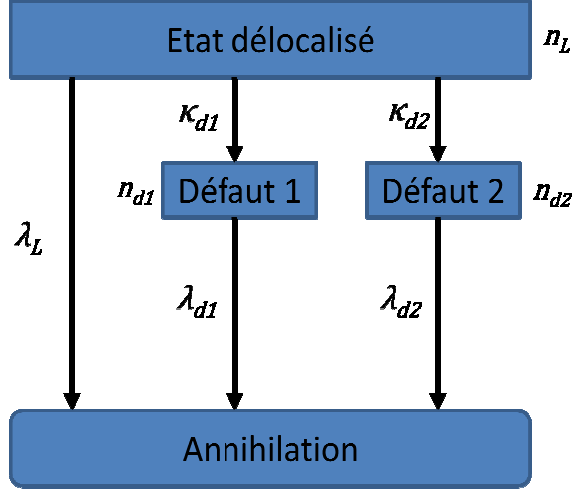 Etat délocalisé n_L
κ_d1 κ_d2
n_d1 Défaut 1 Défaut 2 n_d2
λ_L
λ_d1 λ_d2
Annihilation